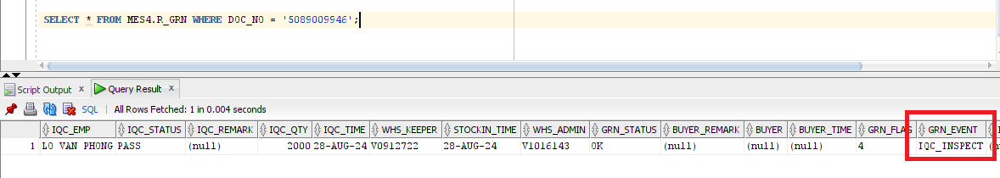 SELECT * FROM MES4.R_GRN WHERE DOC_NO = '5089009946';
Script Output x Query Result x
SQL | All Rows Fetched: 1 in 0.004 seconds
IQC_EMP IQC_STATUS IQC_REMARK IQC_QTY IQC_TIME WHS_KEEPER STOCKIN_TIME WHS_ADMIN GRN_STATUS BUYER_REMARK BUYER BUYER_TIME GRN_FLAG GRN_EVENT
1 LO VAN PHONG PASS (null) 2000 28-AUG-24 V0912722 28-AUG-24 V1016143 OK (null) (null) (null) 4 IQC_INSPECT